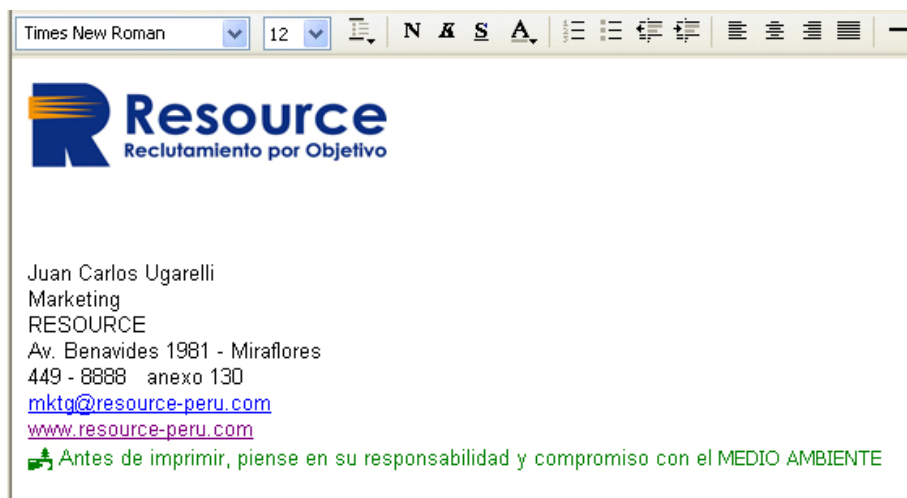 Times New Roman 12 N K S A
Resource
Reclutamiento por Objetivo
Juan Carlos Ugarelli
Marketing
RESOURCE
Av. Benavides 1981 - Miraflores
449 - 8888 anexo 130
mktg@resource-peru.com
www.resource-peru.com
Antes de imprimir, piense en su responsabilidad y compromiso con el MEDIO AMBIENTE